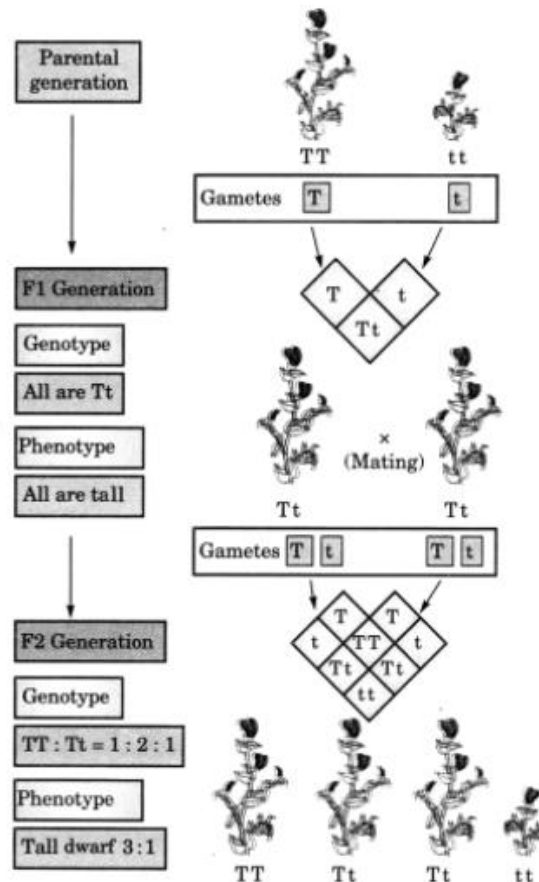 Parental
generation
TT
tt
Gametes
T
t
F1 Generation
T
t
Tt
Genotype
All are Tt
Phenotype
All are tall
×
(Mating)
Tt
Tt
Gametes
T
t
T
t
F2 Generation
T
T
t
TT
t
Tt
Tt
tt
Genotype
TT : Tt = 1 : 2 : 1
Phenotype
Tall dwarf 3 : 1
TT
Tt
Tt
tt